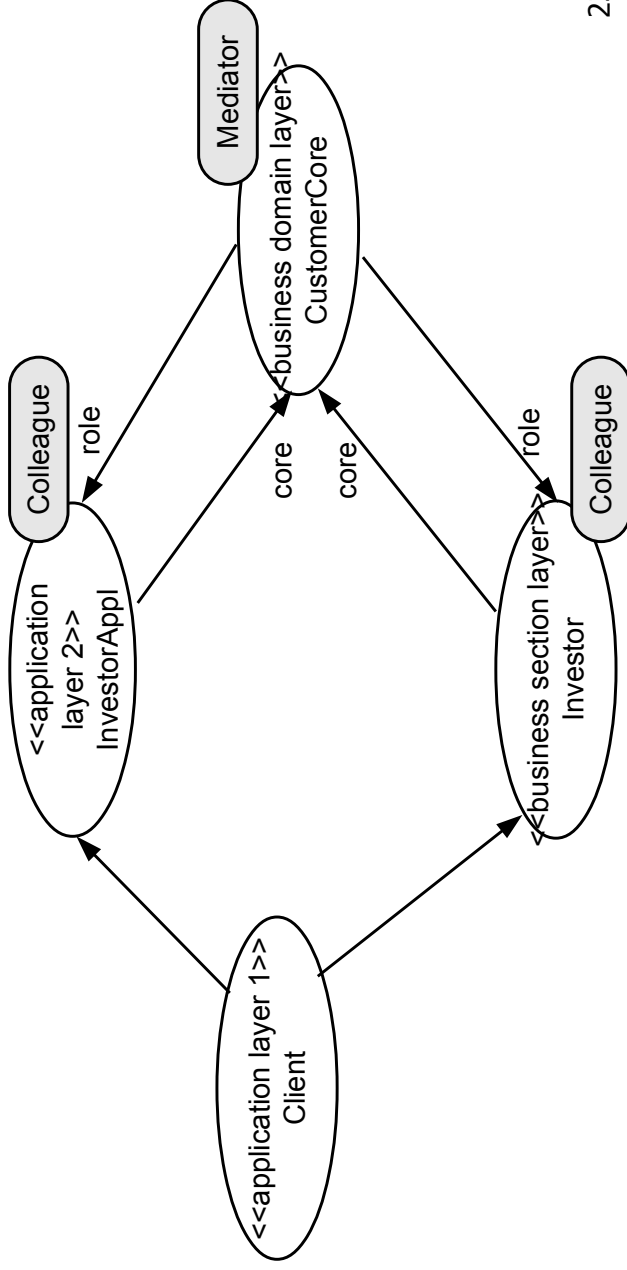 Colleague
<<application
layer 2>>
InvestorAppl
role
Mediator
<<application layer 1>>
Client
core
<<business domain layer>>
CustomerCore
core
<<business section layer>>
Investor
role
Colleague